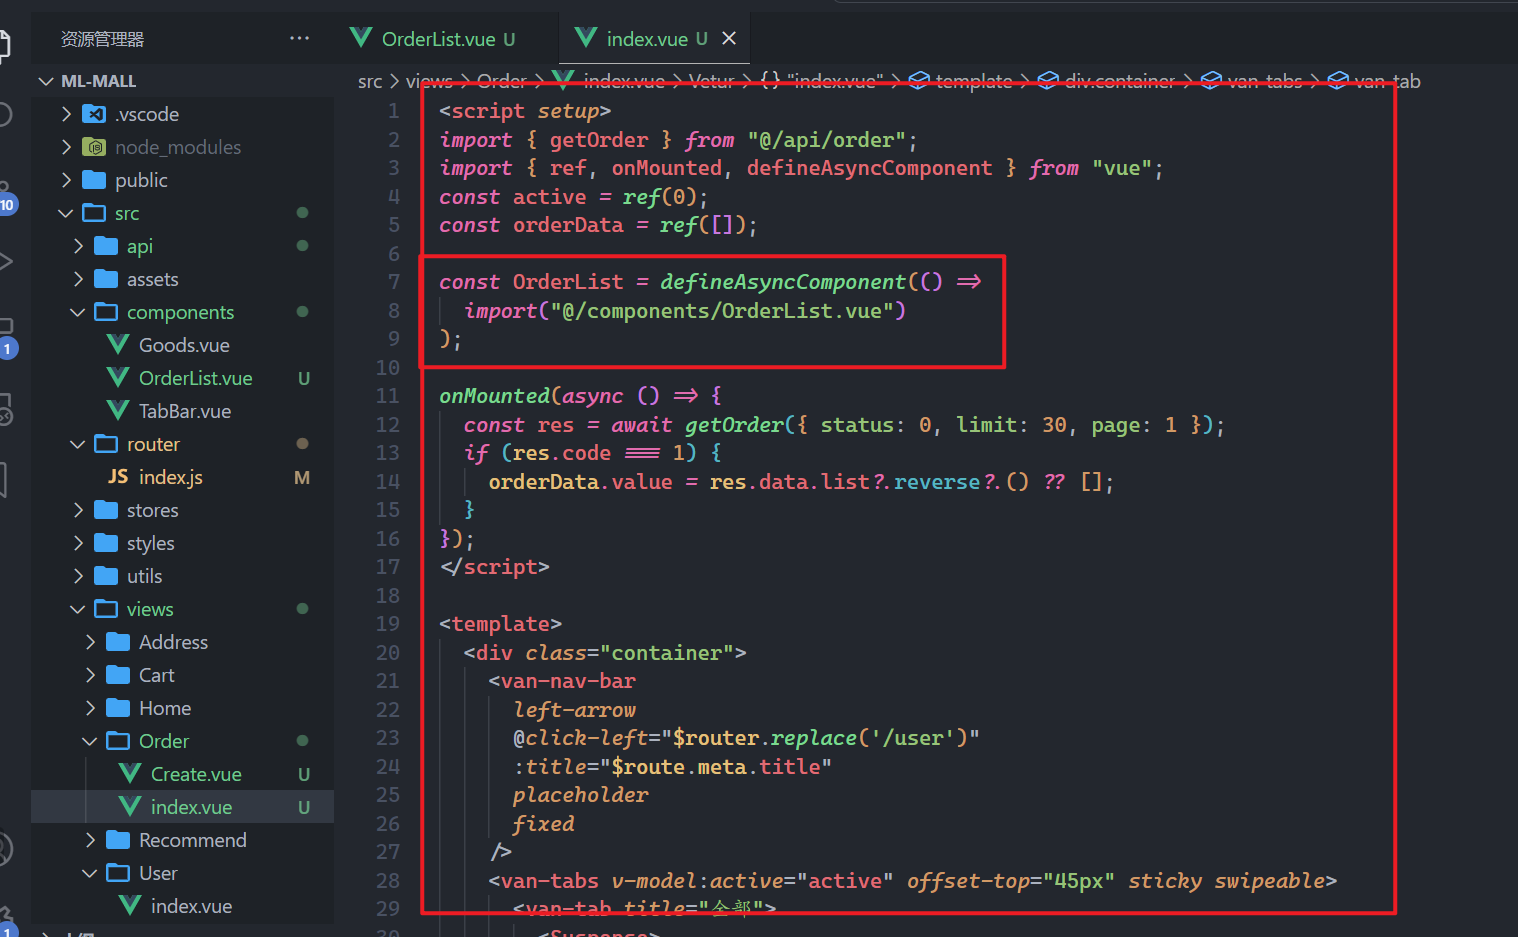 资源管理器 ···
OrderList.vue U
index.vue U
ML-MALL
src > views > Order > index.vue > Vetur > {} "index.vue" > template > div.container > van-tabs > van-tab
.vscode
node_modules
public
src
api
assets
components
Goods.vue
OrderList.vue U
TabBar.vue
router
JS index.js M
stores
styles
utils
views
Address
Cart
Home
Order
Create.vue U
index.vue U
Recommend
User
index.vue
10
1
1
1 <script setup>
2 import { getOrder } from "@/api/order";
3 import { ref, onMounted, defineAsyncComponent } from "vue";
4 const active = ref(0);
5 const orderData = ref([]);
6
7 const OrderList = defineAsyncComponent(() =>
8 import("@/components/OrderList.vue")
9 );
10
11 onMounted(async () => {
12 const res = await getOrder({ status: 0, limit: 30, page: 1 });
13 if (res.code === 1) {
14 orderData.value = res.data.list?.reverse?.() ?? [];
15 }
16 });
17 </script>
18
19 <template>
20 <div class="container">
21 <van-nav-bar
22 left-arrow
23 @click-left="$router.replace('/user')"
24 :title="$route.meta.title"
25 placeholder
26 fixed
27 />
28 <van-tabs v-model:active="active" offset-top="45px" sticky swipeable>
29 <van-tab title="全部">
30 <Suspense>